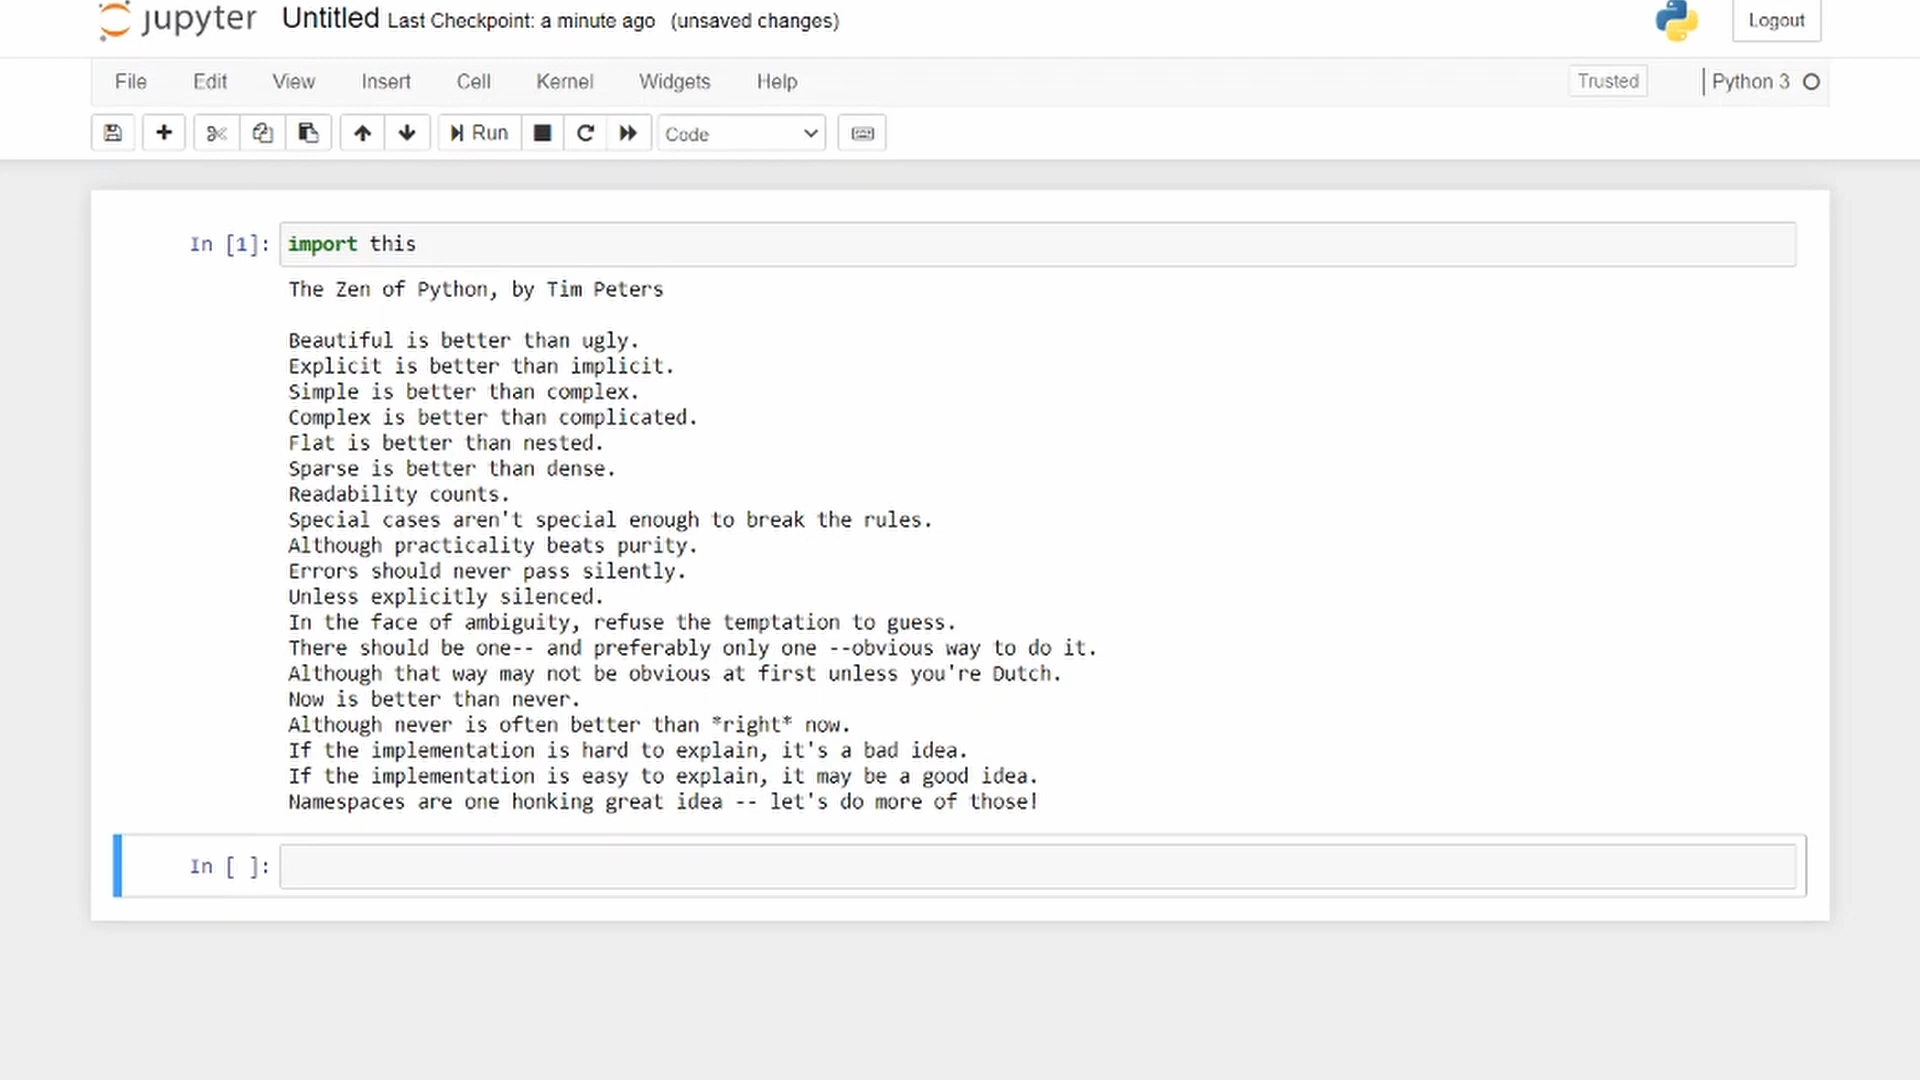 jupyter Untitled Last Checkpoint: a minute ago (unsaved changes) Logout
File Edit View Insert Cell Kernel Widgets Help Trusted Python 3
Run Code
In [1]: import this
The Zen of Python, by Tim Peters
Beautiful is better than ugly.
Explicit is better than implicit.
Simple is better than complex.
Complex is better than complicated.
Flat is better than nested.
Sparse is better than dense.
Readability counts.
Special cases aren't special enough to break the rules.
Although practicality beats purity.
Errors should never pass silently.
Unless explicitly silenced.
In the face of ambiguity, refuse the temptation to guess.
There should be one-- and preferably only one --obvious way to do it.
Although that way may not be obvious at first unless you're Dutch.
Now is better than never.
Although never is often better than *right* now.
If the implementation is hard to explain, it's a bad idea.
If the implementation is easy to explain, it may be a good idea.
Namespaces are one honking great idea -- let's do more of those!
In [ ]: